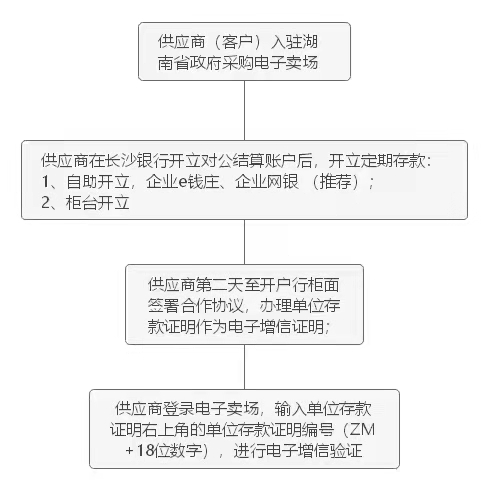 供应商（客户）入驻湖
南省政府采购电子卖场
供应商在长沙银行开立对公结算账户后，开立定期存款：
1、自助开立，企业e钱庄、企业网银 （推荐）；
2、柜台开立
供应商第二天至开户行柜面
签署合作协议，办理单位存
款证明作为电子增信证明；
供应商登录电子卖场，输入单位存款
证明右上角的单位存款证明编号（ZM
+18位数字），进行电子增信验证